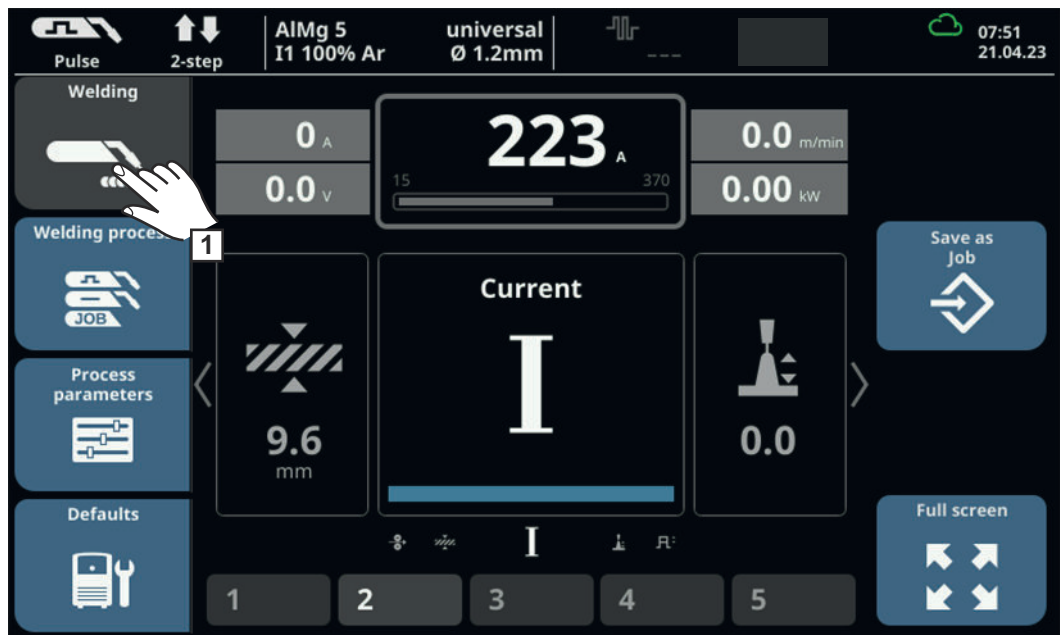 Pulse
2-step
AlMg 5
I1 100% Ar
universal
Ø 1.2mm
---
07:51
21.04.23
Welding
0 A
0.0 V
223 A
15
370
0.0 m/min
0.00 kW
1
Welding proces
JOB
Process
parameters
Defaults
9.6
mm
Current
I
0.0
Save as
Job
Full screen
I
1 2 3 4 5